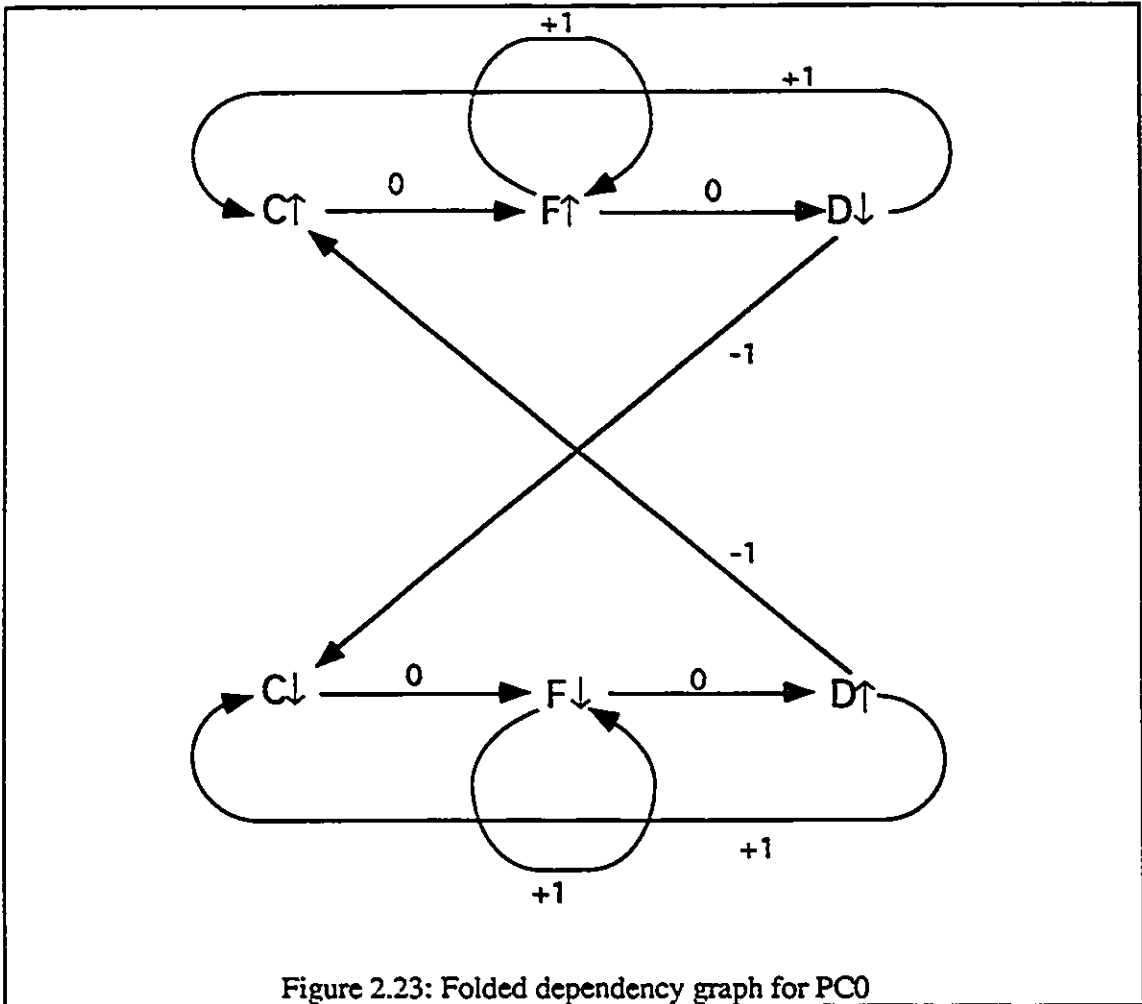 +1
+1
C↑ 0 F↑ 0 D↓
-1
-1
C↓ 0 F↓ 0 D↑
+1
+1
Figure 2.23: Folded dependency graph for PC0